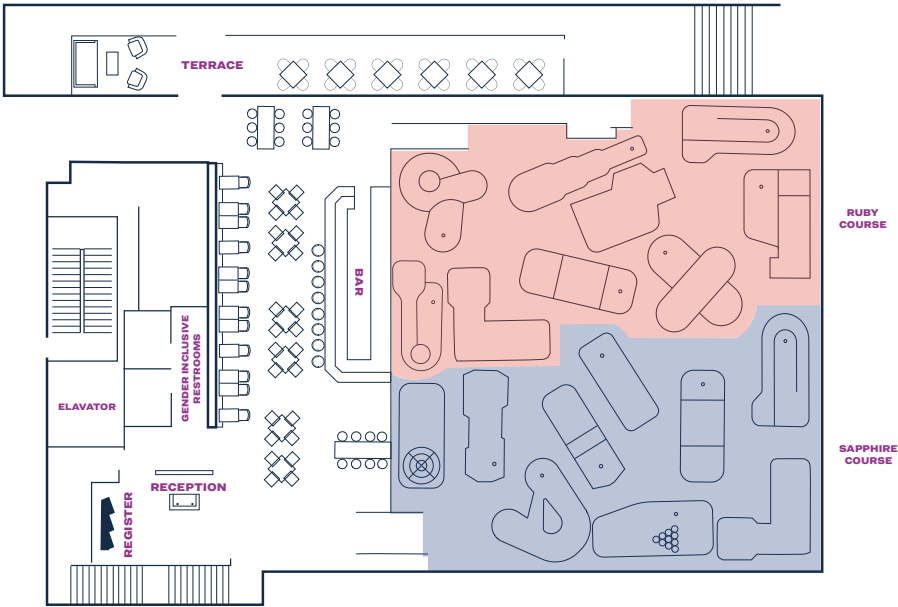 TERRACE
RUBY
COURSE
BAR
GENDER INCLUSIVE
RESTROOMS
ELAVATOR
SAPPHIRE
COURSE
RECEPTION
REGISTER